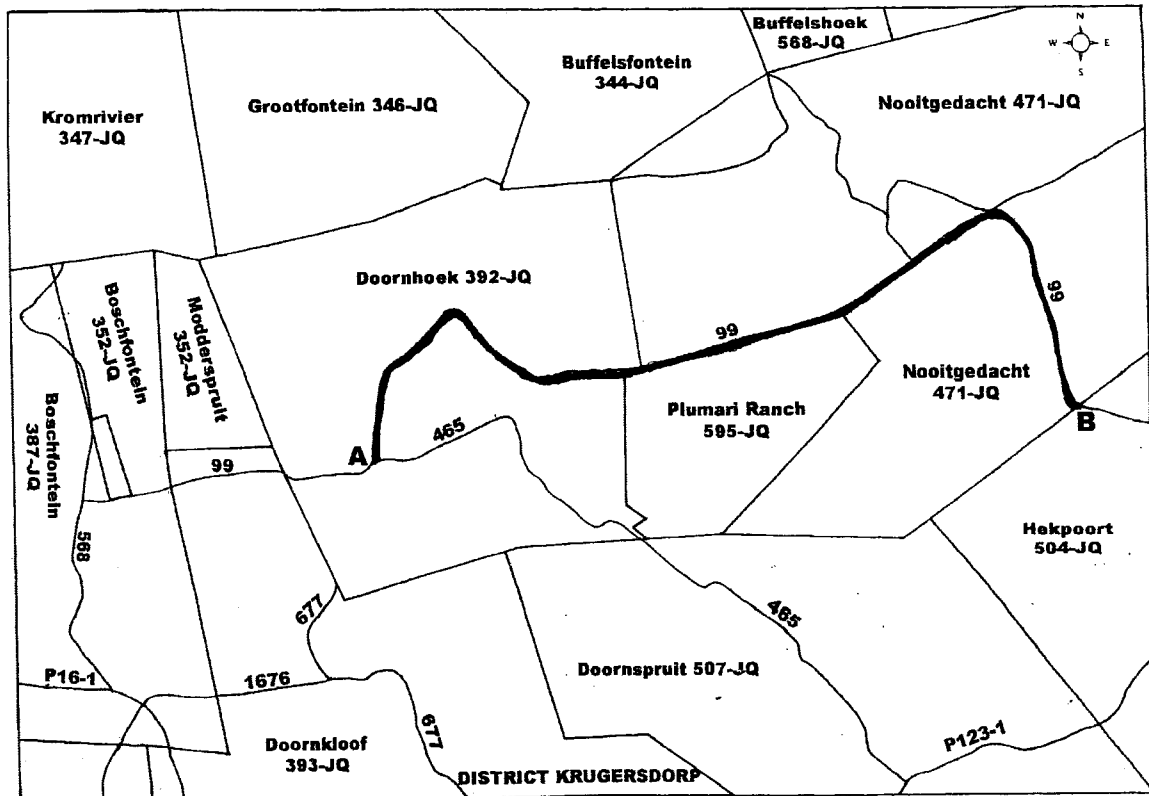 Buffelshoek
568-JQ
N
W E
S
Buffelsfontein
344-JQ
Kromrivier
347-JQ
Grootfontein 346-JQ
Nooitgedacht 471-JQ
Doornhoek 392-JQ
Boschfontein
352-JQ
Modderspruit
352-JQ
99
99
Nooitgedacht
471-JQ
Plumari Ranch
595-JQ
Boschfontein
387-JQ
465
A
B
99
Hekpoort
504-JQ
568
677
465
Doornspruit 507-JQ
P16-1
1676
677
P123-1
Doornkloof
393-JQ
DISTRICT KRUGERSDORP